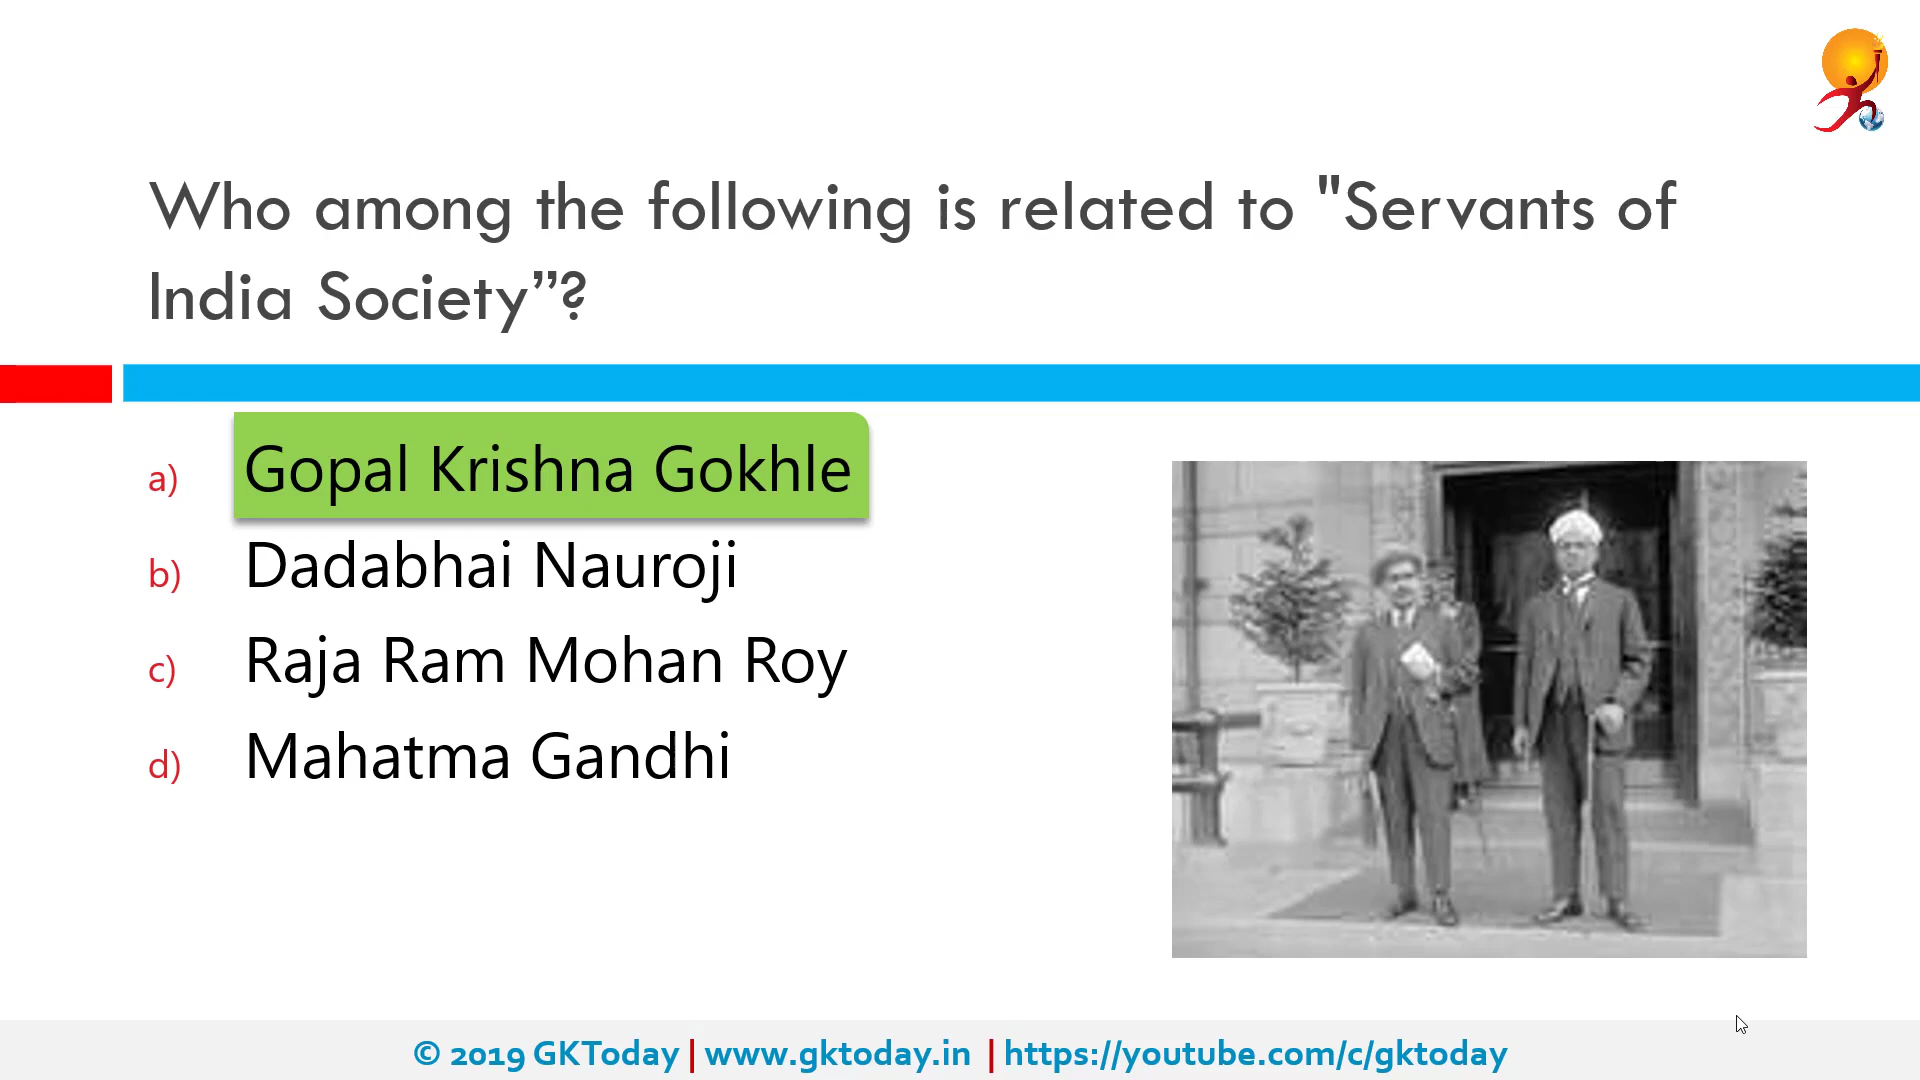 Who among the following is related to "Servants of
India Society”?
a) Gopal Krishna Gokhle
b) Dadabhai Nauroji
c) Raja Ram Mohan Roy
d) Mahatma Gandhi
© 2019 GKToday | www.gktoday.in | https://youtube.com/c/gktoday